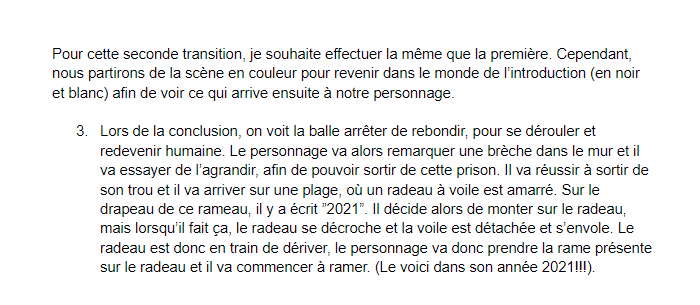 Pour cette seconde transition, je souhaite effectuer la même que la première. Cependant,
nous partirons de la scène en couleur pour revenir dans le monde de l'introduction (en noir
et blanc) afin de voir ce qui arrive ensuite à notre personnage.
3. Lors de la conclusion, on voit la balle arrêter de rebondir, pour se dérouler et
redevenir humaine. Le personnage va alors remarquer une brèche dans le mur et il
va essayer de l'agrandir, afin de pouvoir sortir de cette prison. Il va réussir à sortir de
son trou et il va arriver sur une plage, où un radeau à voile est amarré. Sur le
drapeau de ce rameau, il y a écrit "2021". Il décide alors de monter sur le radeau,
mais lorsqu'il fait ça, le radeau se décroche et la voile est détachée et s'envole. Le
radeau est donc en train de dériver, le personnage va donc prendre la rame présente
sur le radeau et il va commencer à ramer. (Le voici dans son année 2021!!!).